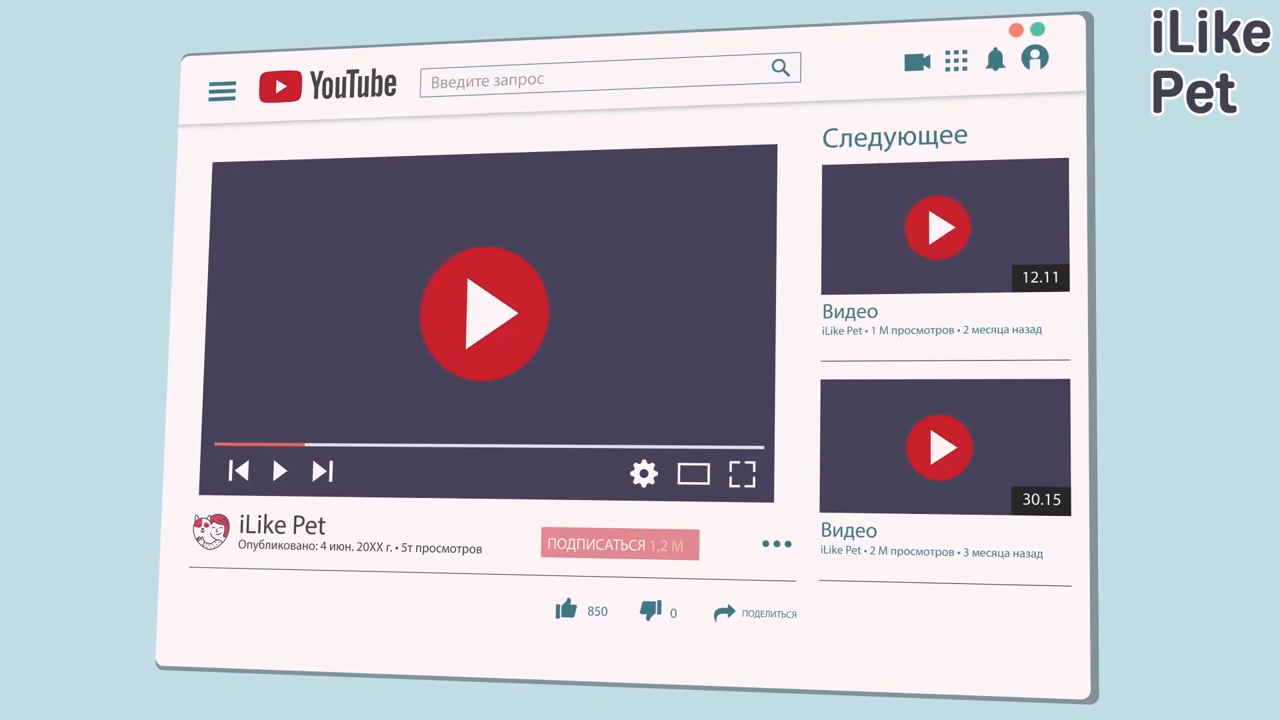 iLike
Pet
YouTube
Введите запрос
Следующее
12.11
Видео
iLike Pet • 1 М просмотров • 2 месяца назад
30.15
Видео
iLike Pet • 2 М просмотров • 3 месяца назад
iLike Pet
Опубликовано: 4 июн. 20XX г. • 5т просмотров
ПОДПИСАТЬСЯ 1,2 М
850
0
ПОДЕЛИТЬСЯ